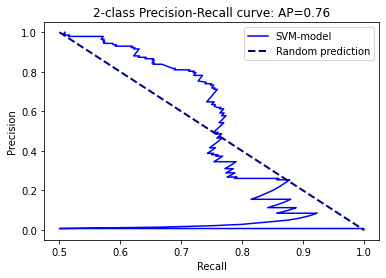 2-class Precision-Recall curve: AP=0.76
SVM-model
Random prediction
Precision
1.0
0.8
0.6
0.4
0.2
0.0
0.5 0.6 0.7 0.8 0.9 1.0
Recall